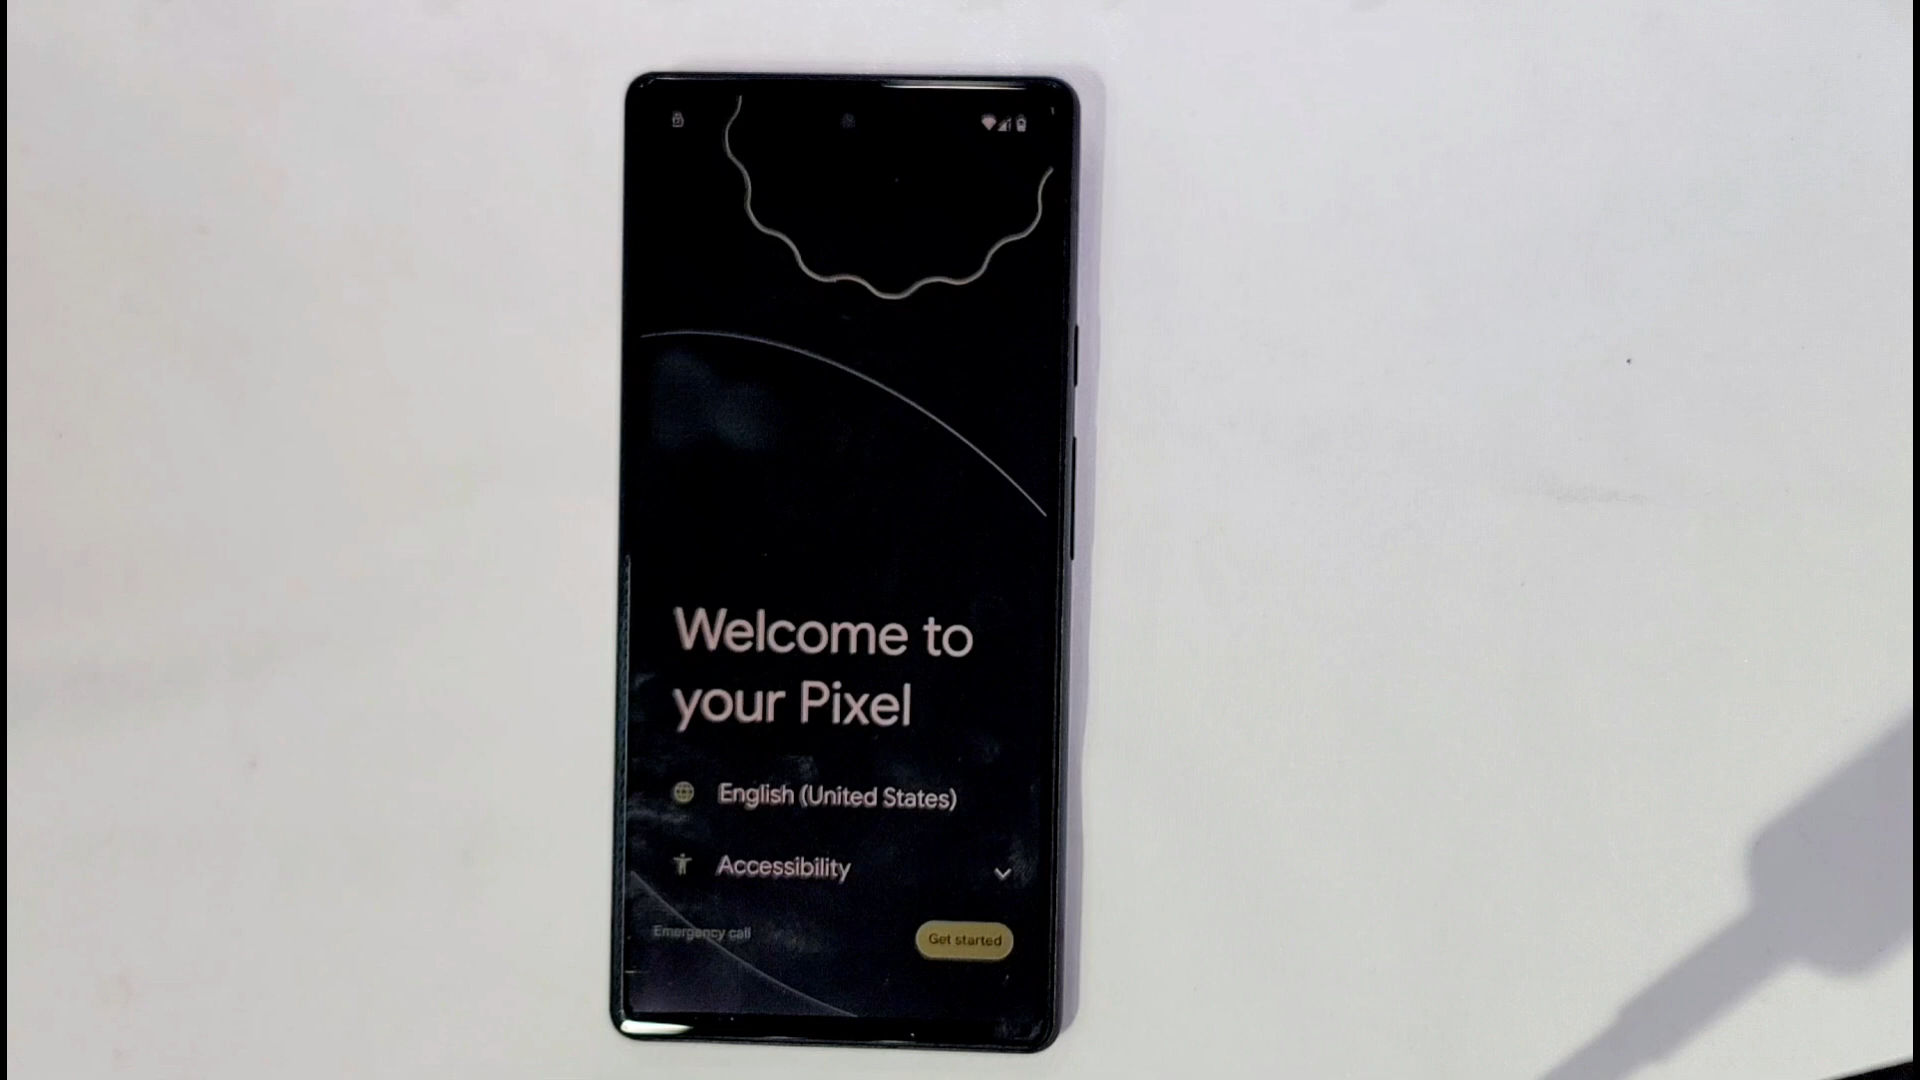 Welcome to
your Pixel
English (United States)
Accessibility
Emergency call
Get started